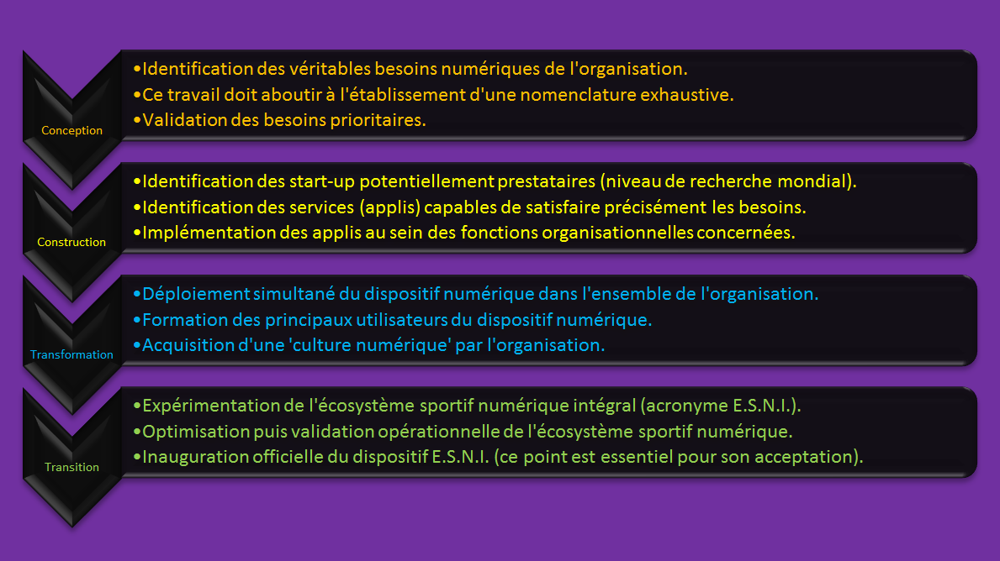 Conception
•Identification des véritables besoins numériques de l'organisation.
•Ce travail doit aboutir à l'établissement d'une nomenclature exhaustive.
•Validation des besoins prioritaires.
Construction
•Identification des start-up potentiellement prestataires (niveau de recherche mondial).
•Identification des services (applis) capables de satisfaire précisément les besoins.
•Implémentation des applis au sein des fonctions organisationnelles concernées.
Transformation
•Déploiement simultané du dispositif numérique dans l'ensemble de l'organisation.
•Formation des principaux utilisateurs du dispositif numérique.
•Acquisition d'une 'culture numérique' par l'organisation.
Transition
•Expérimentation de l'écosystème sportif numérique intégral (acronyme E.S.N.I.).
•Optimisation puis validation opérationnelle de l'écosystème sportif numérique.
•Inauguration officielle du dispositif E.S.N.I. (ce point est essentiel pour son acceptation).